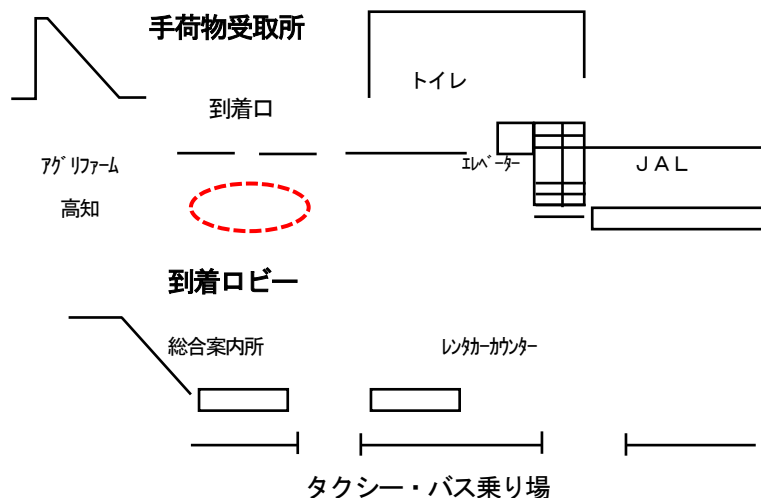 手荷物受取所
トイレ
到着口
アグリファーム
高知
エレベーター
ＪＡＬ
到着ロビー
総合案内所
レンタカーカウンター
タクシー・バス乗り場